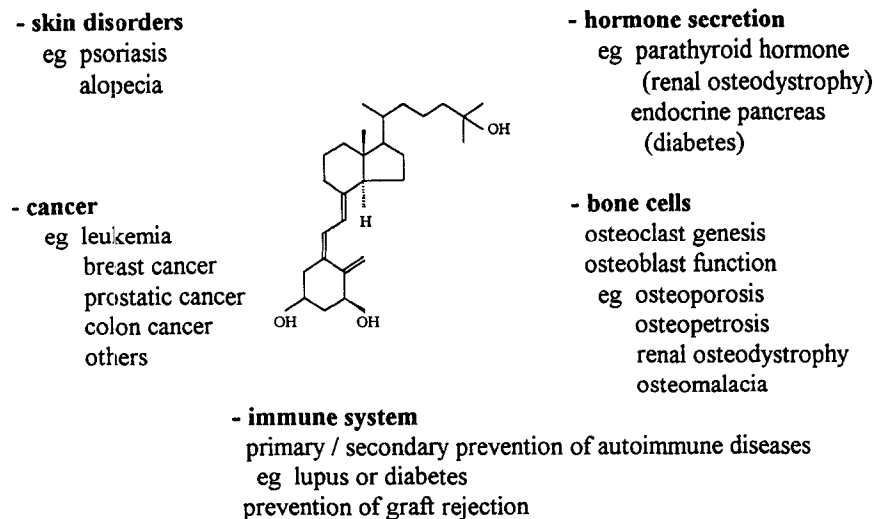 - skin disorders
eg psoriasis
alopecia
- hormone secretion
eg parathyroid hormone
(renal osteodystrophy)
endocrine pancreas
(diabetes)
OH
H
OH
OH
- cancer
eg leukemia
breast cancer
prostatic cancer
colon cancer
others
- bone cells
osteoclast genesis
osteoblast function
eg osteoporosis
osteopetrosis
renal osteodystrophy
osteomalacia
- immune system
primary / secondary prevention of autoimmune diseases
eg lupus or diabetes
prevention of graft rejection